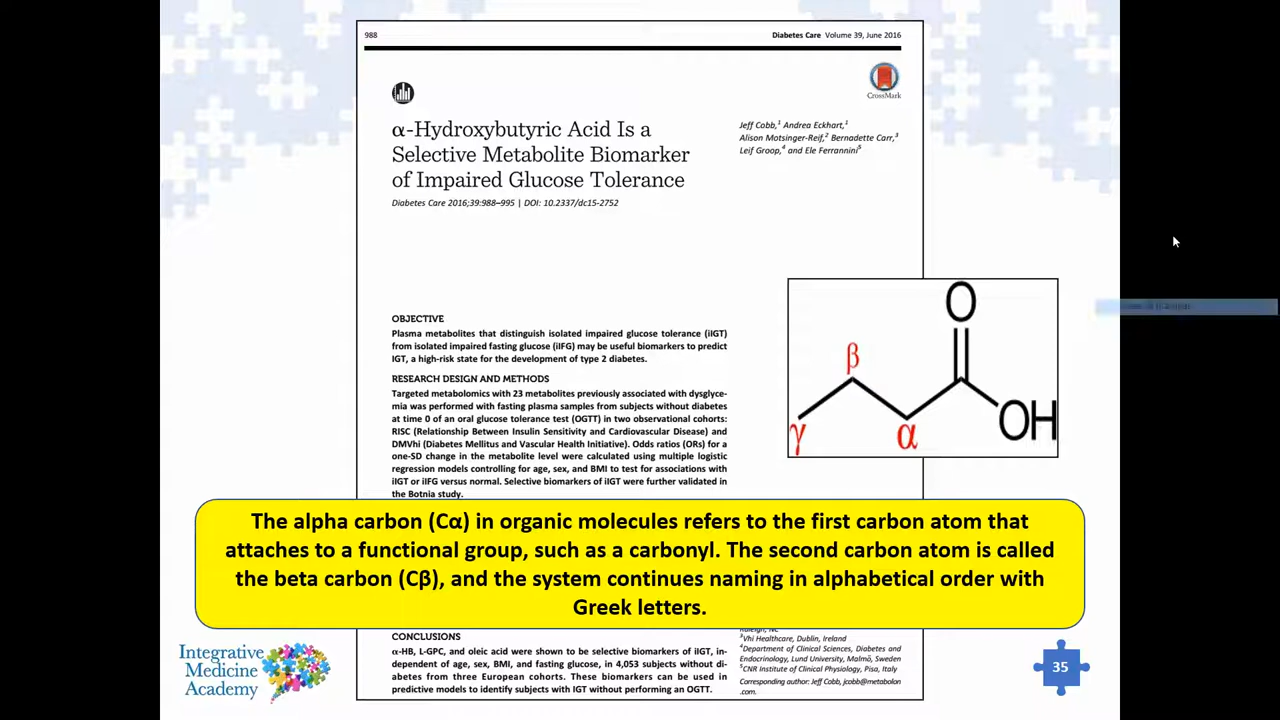 988
Diabetes Care Volume 39, June 2016
CrossMark
α-Hydroxybutyric Acid Is a
Selective Metabolite Biomarker
of Impaired Glucose Tolerance
Diabetes Care 2016;39:988–995 | DOI: 10.2337/dc15-2752
Jeff Cobb,¹ Andrea Eckhart,¹
Alison Motsinger-Reif,² Bernadette Carr,³
Leif Groop,⁴ and Ele Ferrannini⁵
OBJECTIVE
Plasma metabolites that distinguish isolated impaired glucose tolerance (iIGT)
from isolated impaired fasting glucose (iIFG) may be useful biomarkers to predict
IGT, a high-risk state for the development of type 2 diabetes.
RESEARCH DESIGN AND METHODS
Targeted metabolomics with 23 metabolites previously associated with dysglyce-
mia was performed with fasting plasma samples from subjects without diabetes
at time 0 of an oral glucose tolerance test (OGTT) in two observational cohorts:
RISC (Relationship Between Insulin Sensitivity and Cardiovascular Disease) and
DMVhi (Diabetes Mellitus and Vascular Health Initiative). Odds ratios (ORs) for a
one-SD change in the metabolite level were calculated using multiple logistic
regression models controlling for age, sex, and BMI to test for associations with
iIGT or iIFG versus normal. Selective biomarkers of iIGT were further validated in
the Botnia study.
O
β
OH
γ
α
The alpha carbon (Cα) in organic molecules refers to the first carbon atom that
attaches to a functional group, such as a carbonyl. The second carbon atom is called
the beta carbon (Cβ), and the system continues naming in alphabetical order with
Greek letters.
CONCLUSIONS
α-HB, L-GPC, and oleic acid were shown to be selective biomarkers of iIGT, in-
dependent of age, sex, BMI, and fasting glucose, in 4,053 subjects without di-
abetes from three European cohorts. These biomarkers can be used in
predictive models to identify subjects with IGT without performing an OGTT.
Raleigh, NC
³Vhi Healthcare, Dublin, Ireland
⁴Department of Clinical Sciences, Diabetes and
Endocrinology, Lund University, Malmö, Sweden
⁵CNR Institute of Clinical Physiology, Pisa, Italy
Corresponding author: Jeff Cobb, jcobb@metabolon
.com.
Integrative
Medicine
Academy
35